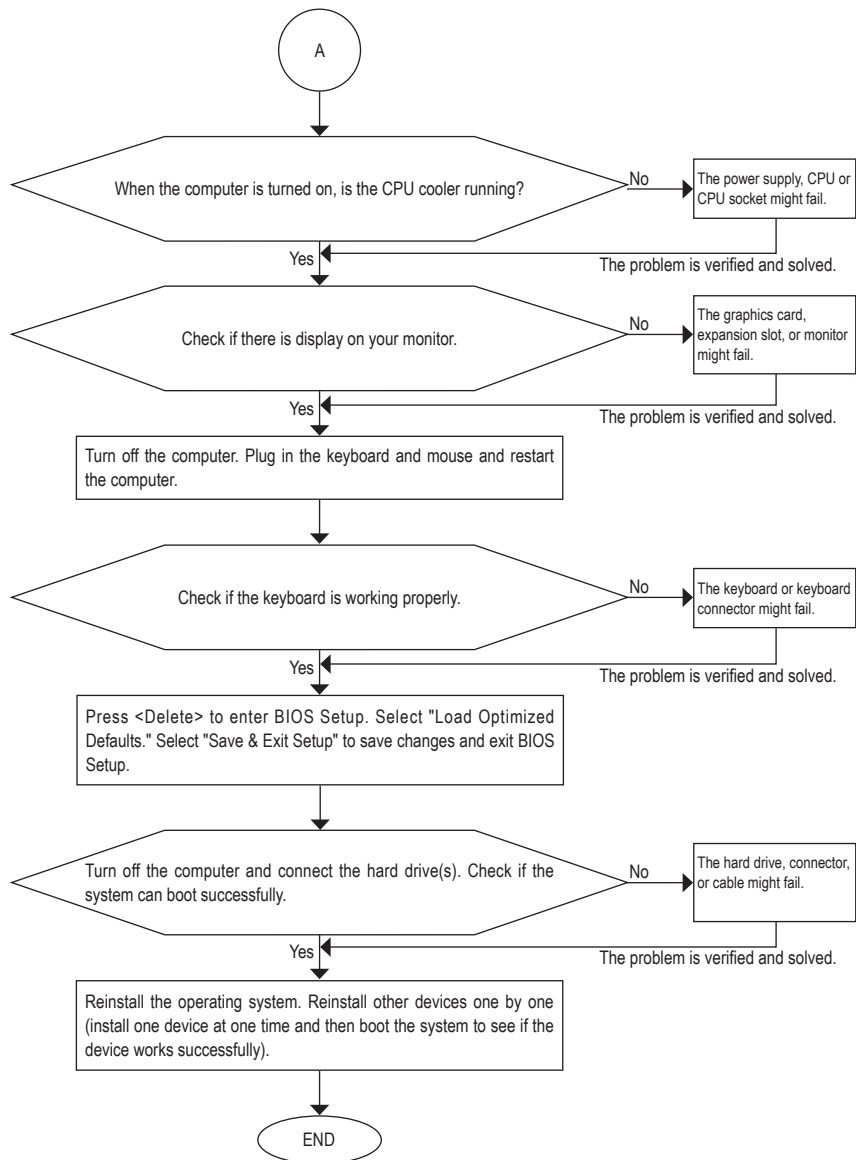 A
When the computer is turned on, is the CPU cooler running?
No
The power supply, CPU or
CPU socket might fail.
Yes
The problem is verified and solved.
Check if there is display on your monitor.
No
The graphics card,
expansion slot, or monitor
might fail.
Yes
The problem is verified and solved.
Turn off the computer. Plug in the keyboard and mouse and restart
the computer.
Check if the keyboard is working properly.
No
The keyboard or keyboard
connector might fail.
Yes
The problem is verified and solved.
Press <Delete> to enter BIOS Setup. Select "Load Optimized
Defaults." Select "Save & Exit Setup" to save changes and exit BIOS
Setup.
Turn off the computer and connect the hard drive(s). Check if the
system can boot successfully.
No
The hard drive, connector,
or cable might fail.
Yes
The problem is verified and solved.
Reinstall the operating system. Reinstall other devices one by one
(install one device at one time and then boot the system to see if the
device works successfully).
END